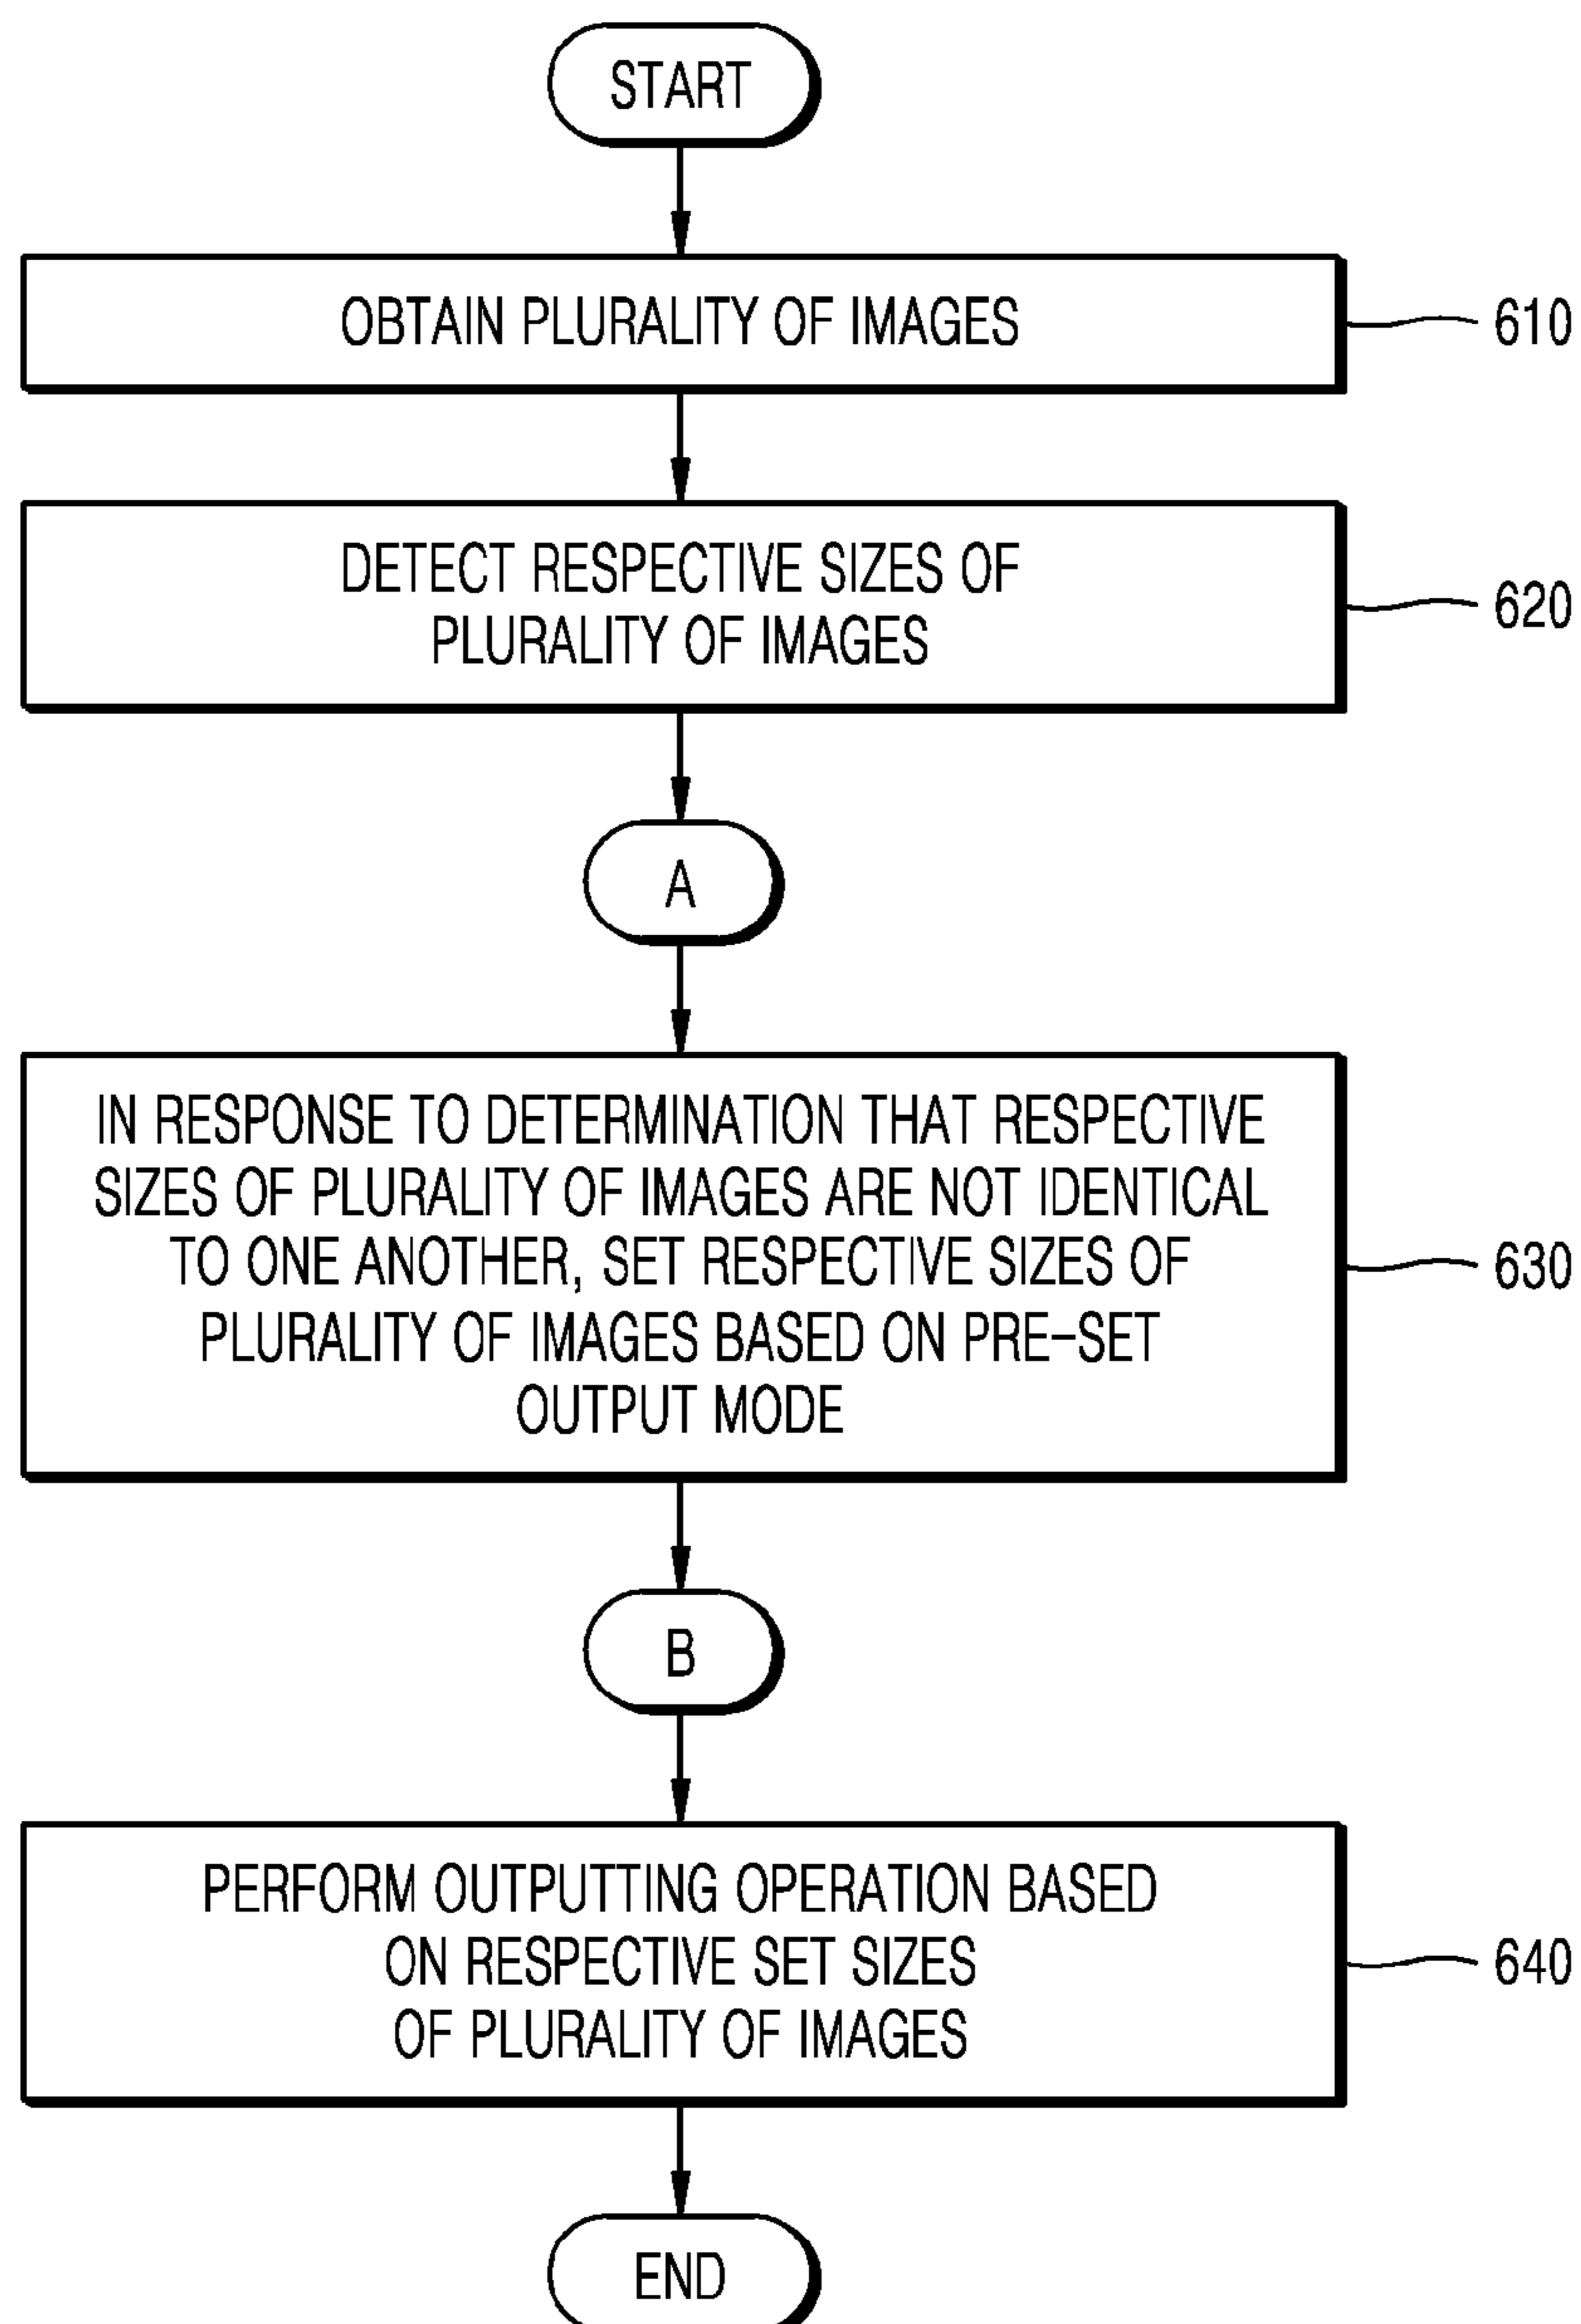 START
OBTAIN PLURALITY OF IMAGES
610
DETECT RESPECTIVE SIZES OF
PLURALITY OF IMAGES
620
A
IN RESPONSE TO DETERMINATION THAT RESPECTIVE
SIZES OF PLURALITY OF IMAGES ARE NOT IDENTICAL
TO ONE ANOTHER, SET RESPECTIVE SIZES OF
PLURALITY OF IMAGES BASED ON PRE-SET
OUTPUT MODE
630
B
PERFORM OUTPUTTING OPERATION BASED
ON RESPECTIVE SET SIZES
OF PLURALITY OF IMAGES
640
END